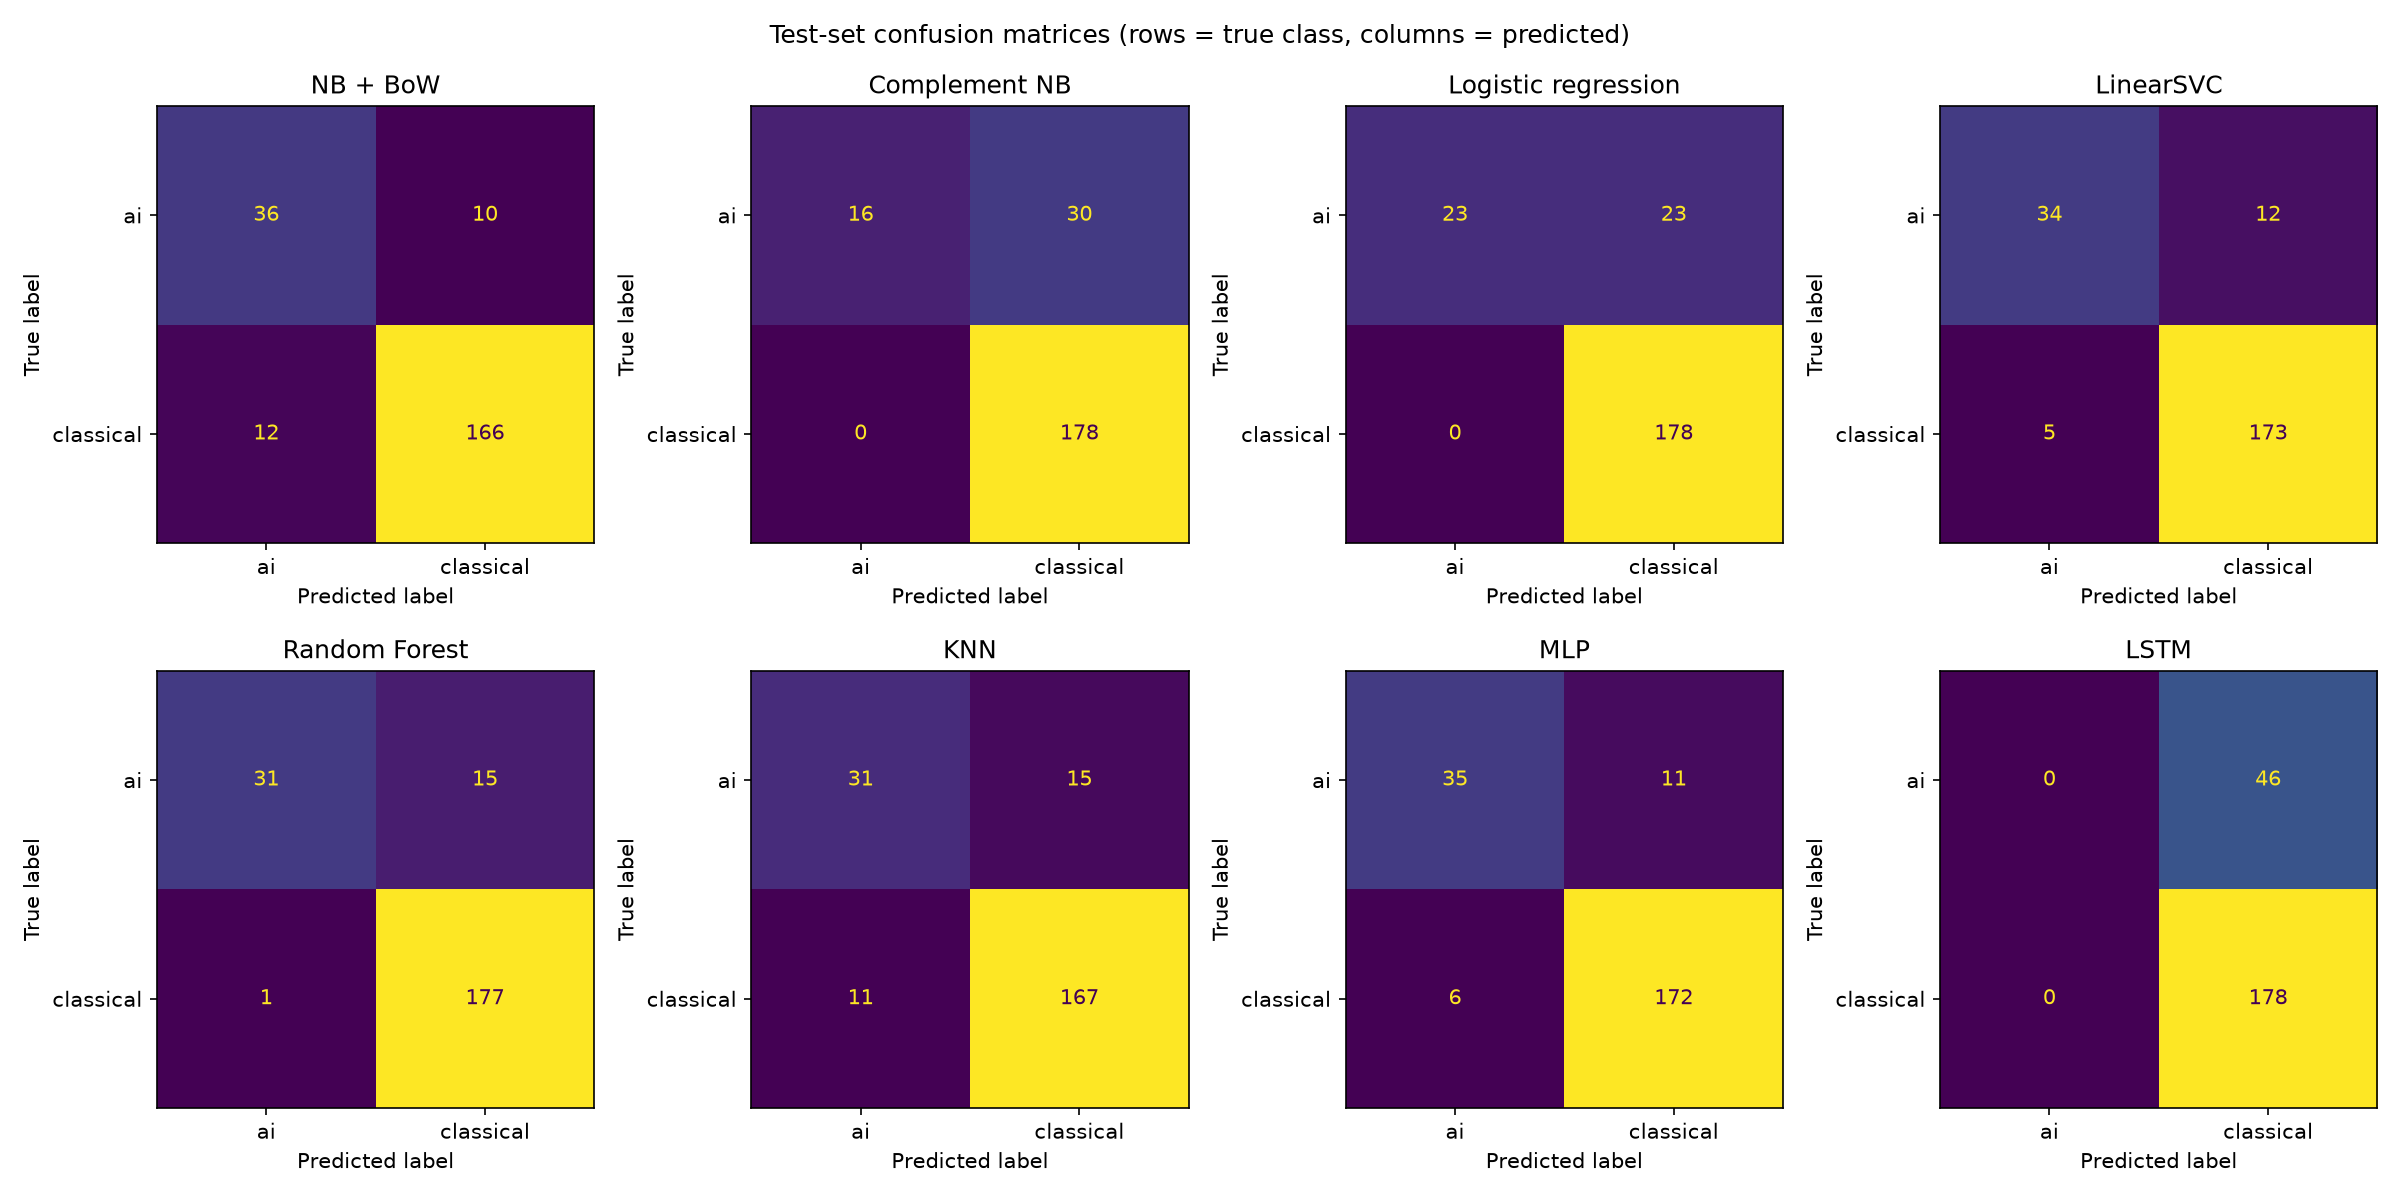 Test-set confusion matrices (rows = true class, columns = predicted)
NB + BoW
Complement NB
Logistic regression
LinearSVC
True label
ai
classical
36
10
12
166
ai
classical
Predicted label
True label
ai
classical
16
30
0
178
ai
classical
Predicted label
True label
ai
classical
23
23
0
178
ai
classical
Predicted label
True label
ai
classical
34
12
5
173
ai
classical
Predicted label
Random Forest
KNN
MLP
LSTM
True label
ai
classical
31
15
1
177
ai
classical
Predicted label
True label
ai
classical
31
15
11
167
ai
classical
Predicted label
True label
ai
classical
35
11
6
172
ai
classical
Predicted label
True label
ai
classical
0
46
0
178
ai
classical
Predicted label